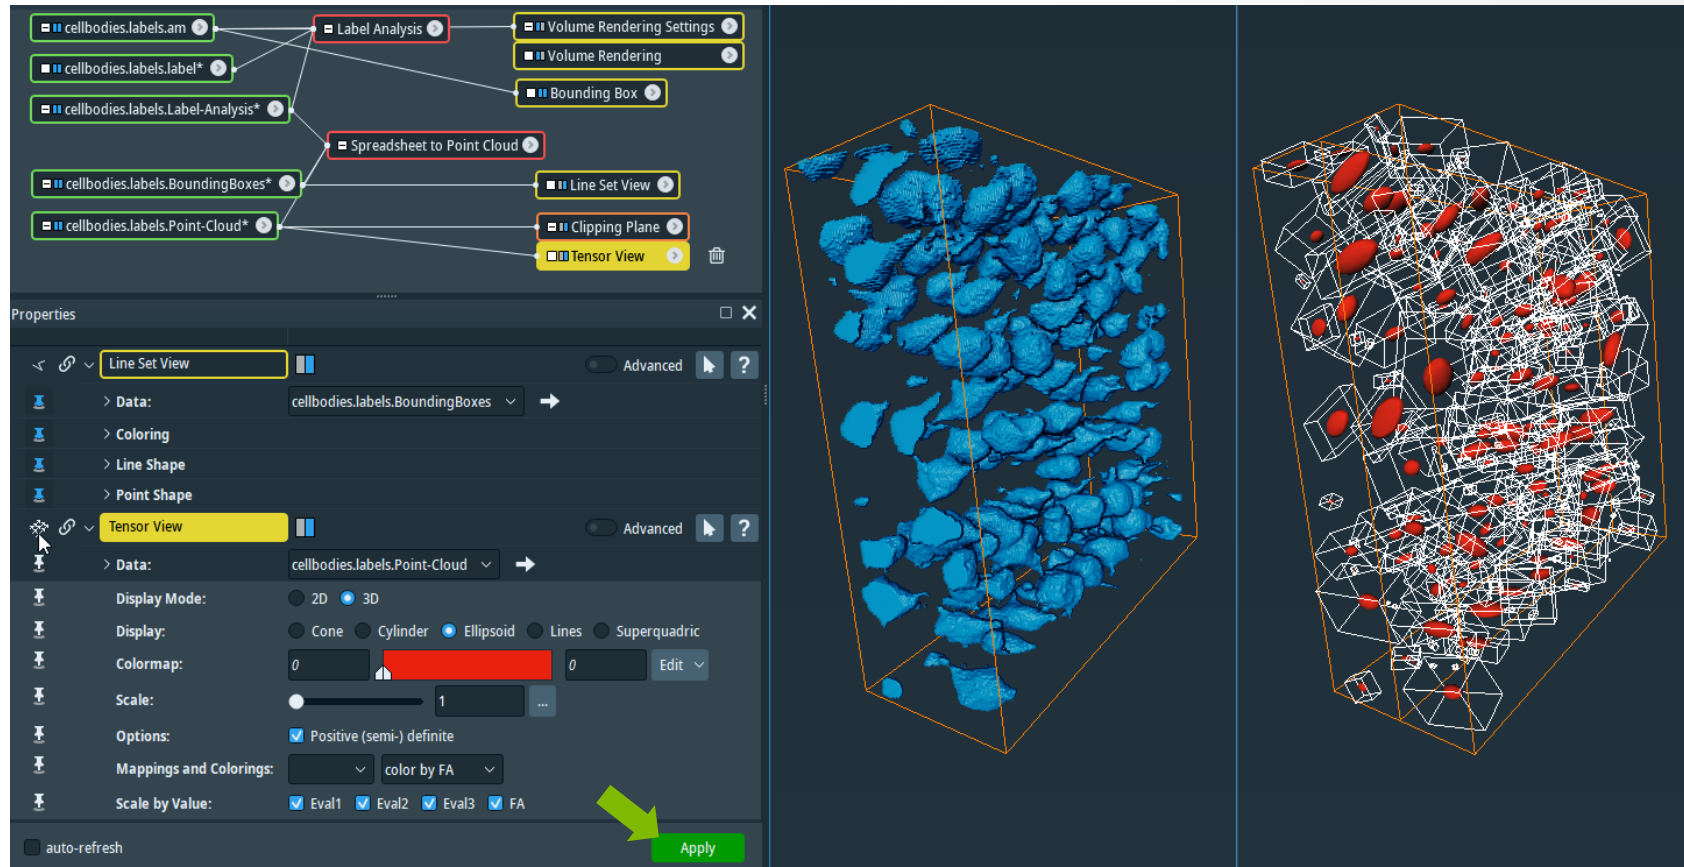 cellbodies.labels.am
Label Analysis
Volume Rendering Settings
Volume Rendering
cellbodies.labels.label*
Bounding Box
cellbodies.labels.Label-Analysis*
Spreadsheet to Point Cloud
cellbodies.labels.BoundingBoxes*
Line Set View
cellbodies.labels.Point-Cloud*
Clipping Plane
Tensor View
Properties
Line Set View
Advanced
?
Data:
cellbodies.labels.BoundingBoxes
Coloring
Line Shape
Point Shape
Tensor View
Advanced
?
Data:
cellbodies.labels.Point-Cloud
Display Mode: 2D 3D
Display: Cone Cylinder Ellipsoid Lines Superquadric
Colormap: 0 0 Edit
Scale: 1 ...
Options: Positive (semi-) definite
Mappings and Colorings: color by FA
Scale by Value: Eval1 Eval2 Eval3 FA
auto-refresh
Apply